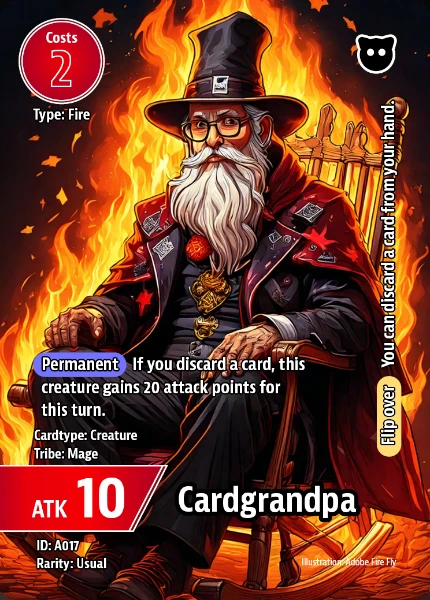 Costs
2
Type: Fire
Flip over You can discard a card from your hand.
Permanent If you discard a card, this
creature gains 20 attack points for
this turn.
Cardtype: Creature
Tribe: Mage
ATK 10
Cardgrandpa
ID: A017
Rarity: Usual
Illustration: Adobe Fire Fly